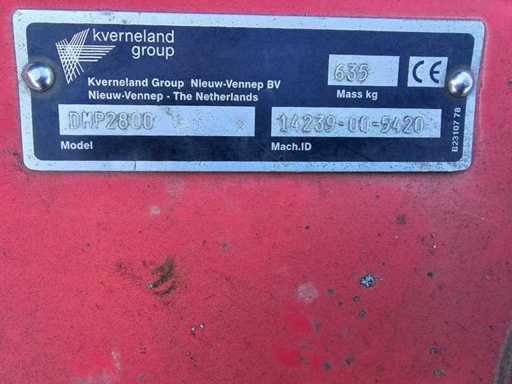 kverneland
group
Kverneland Group Nieuw-Vennep BV
Nieuw-Vennep - The Netherlands
635
Mass kg
CE
DMP2800
Model
14239-00-5420
Mach.ID
B23107 78